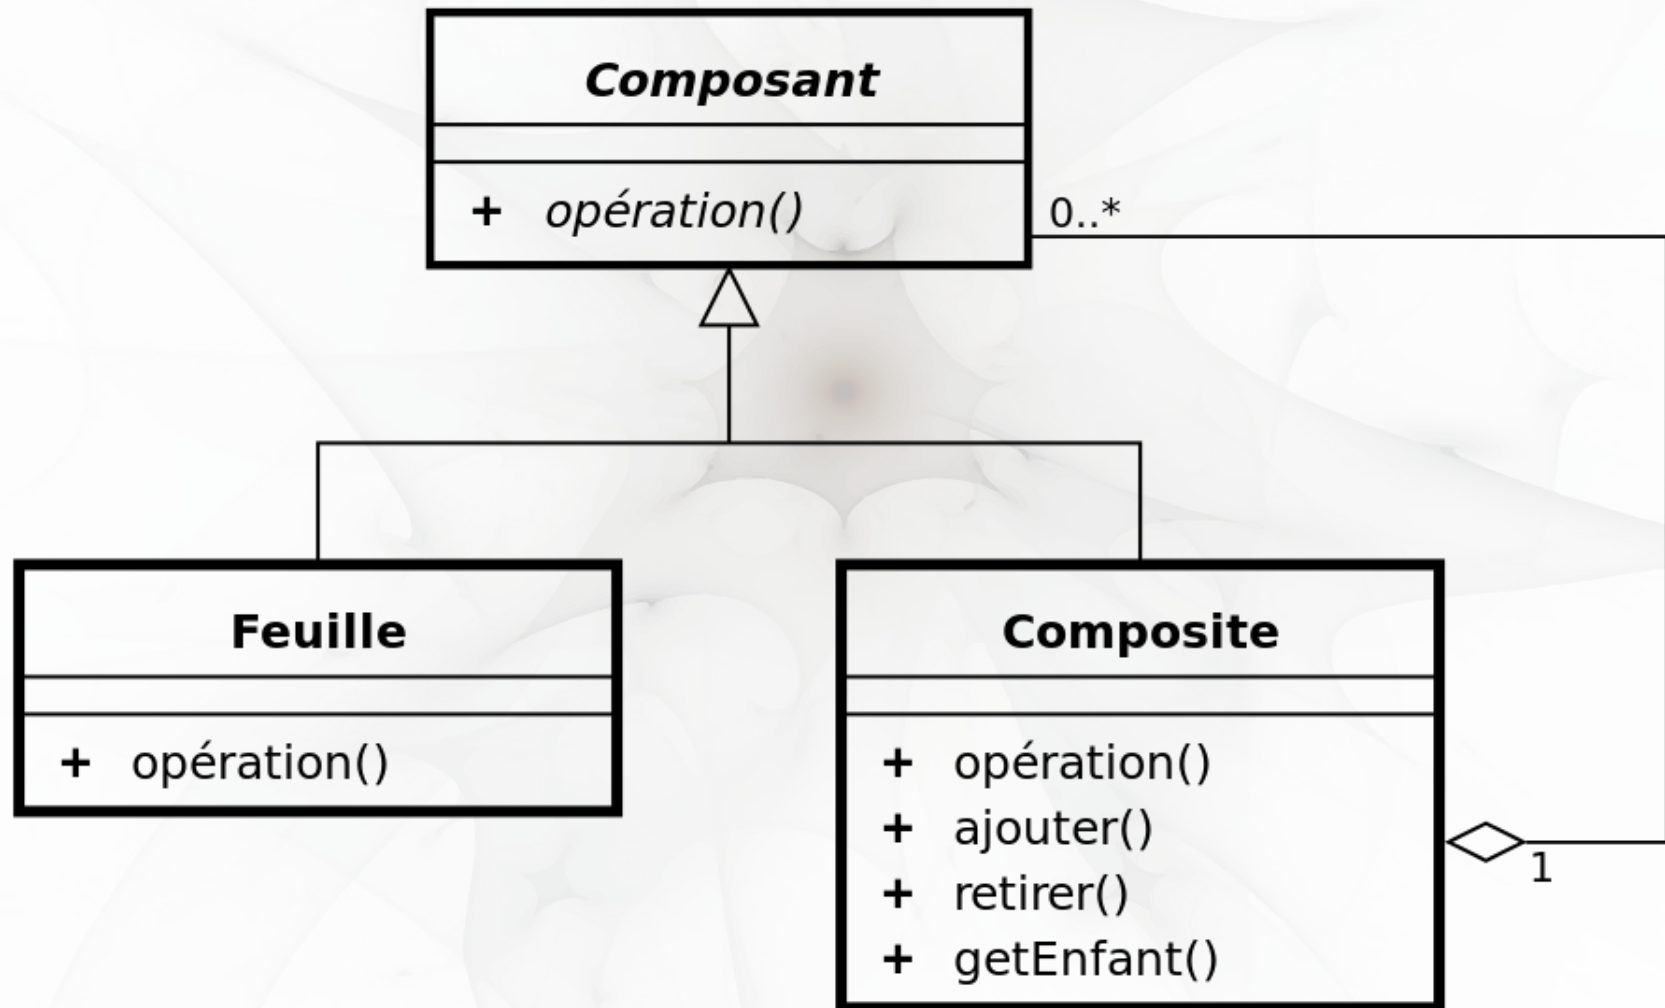 Composant
+ opération()
0..*
Feuille
+ opération()
Composite
+ opération()
+ ajouter()
+ retirer()
+ getEnfant()
1